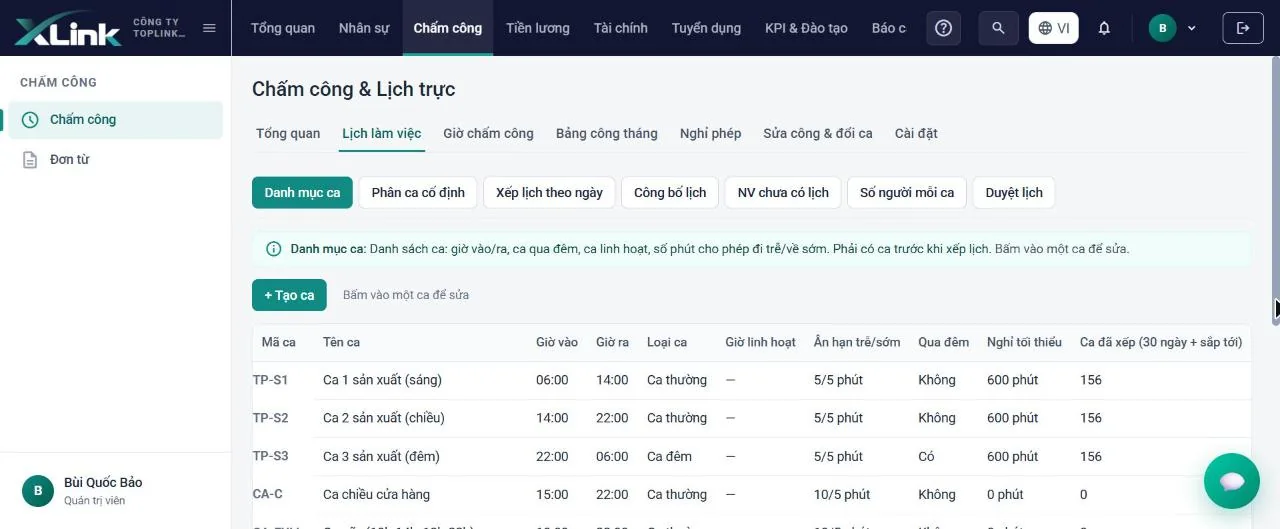 XLink
CÔNG TY
TOPLINK...
Tổng quan
Nhân sự
Chấm công
Tiền lương
Tài chính
Tuyển dụng
KPI & Đào tạo
Báo c
VI
B
CHẤM CÔNG
Chấm công
Đơn từ
Chấm công & Lịch trực
Tổng quan
Lịch làm việc
Giờ chấm công
Bảng công tháng
Nghỉ phép
Sửa công & đổi ca
Cài đặt
Danh mục ca
Phân ca cố định
Xếp lịch theo ngày
Công bố lịch
NV chưa có lịch
Số người mỗi ca
Duyệt lịch
Danh mục ca: Danh sách ca: giờ vào/ra, ca qua đêm, ca linh hoạt, số phút cho phép đi trễ/về sớm. Phải có ca trước khi xếp lịch. Bấm vào một ca để sửa.
+ Tạo ca
Bấm vào một ca để sửa
Mã ca Tên ca Giờ vào Giờ ra Loại ca Giờ linh hoạt Ân hạn trễ/sớm Qua đêm Nghỉ tối thiểu Ca đã xếp (30 ngày + sắp tới)
TP-S1 Ca 1 sản xuất (sáng) 06:00 14:00 Ca thường — 5/5 phút Không 600 phút 156
TP-S2 Ca 2 sản xuất (chiều) 14:00 22:00 Ca thường — 5/5 phút Không 600 phút 156
TP-S3 Ca 3 sản xuất (đêm) 22:00 06:00 Ca đêm — 5/5 phút Có 600 phút 156
CA-C Ca chiều cửa hàng 15:00 22:00 Ca thường — 10/5 phút Không 0 phút 0
B
Bùi Quốc Bảo
Quản trị viên